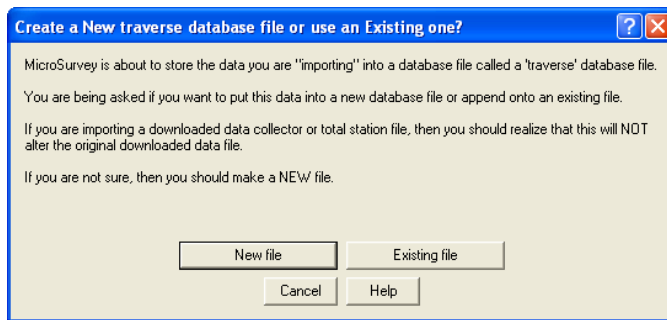 Create a New traverse database file or use an Existing one?
MicroSurvey is about to store the data you are "importing" into a database file called a 'traverse' database file.
You are being asked if you want to put this data into a new database file or append onto an existing file.
If you are importing a downloaded data collector or total station file, then you should realize that this will NOT
alter the original downloaded data file.
If you are not sure, then you should make a NEW file.
New file Existing file
Cancel Help